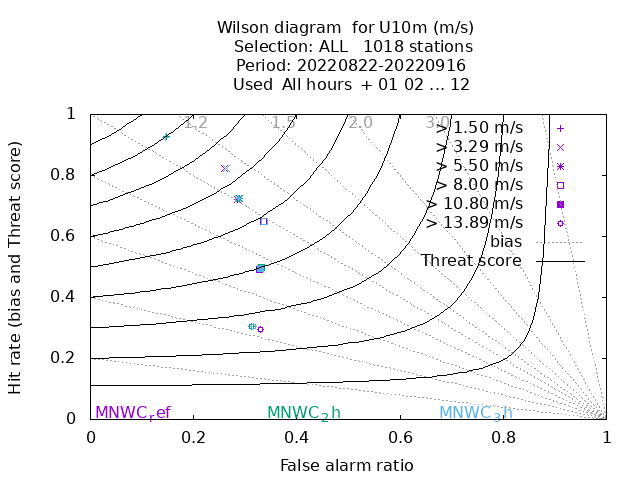 Wilson diagram  for U10m (m/s)
Selection: ALL   1018 stations
Period: 20220822-20220916
Used  All hours  + 01 02 ... 12
Hit rate (bias and Threat score)
1
0.8
0.6
0.4
0.2
0
1.2
1.5
2.0
3.0
> 1.50 m/s
> 3.29 m/s
> 5.50 m/s
> 8.00 m/s
> 10.80 m/s
> 13.89 m/s
bias
Threat score
MNWCref MNWC2h MNWC3h
0 0.2 0.4 0.6 0.8 1
False alarm ratio